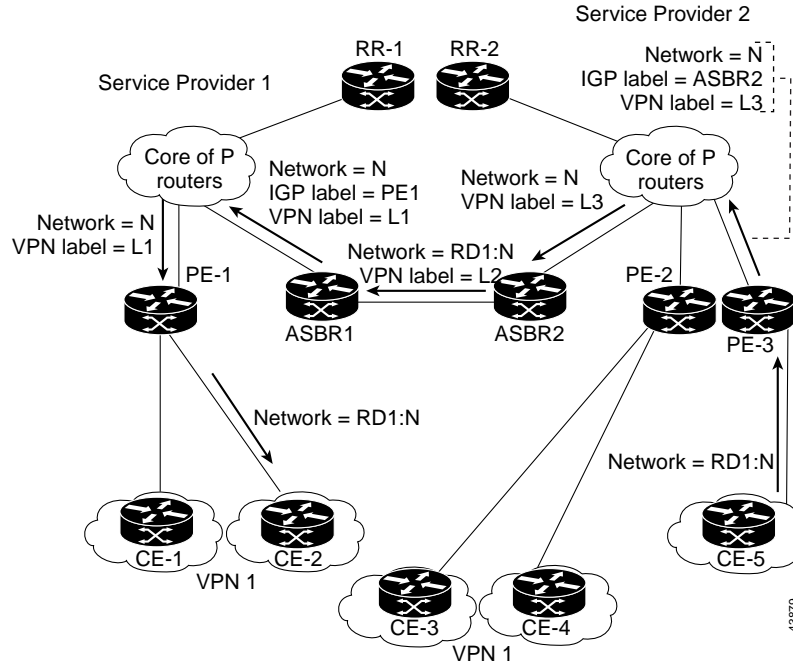 Service Provider 2
RR-1
RR-2
Network = N
IGP label = ASBR2
VPN label = L3
Service Provider 1
Core of P
routers
Network = N
IGP label = PE1
VPN label = L1
Network = N
VPN label = L3
Core of P
routers
Network = N
VPN label = L1
Network = RD1:N
VPN label = L2
PE-1
PE-2
ASBR1
ASBR2
PE-3
Network = RD1:N
Network = RD1:N
CE-1
CE-2
CE-5
VPN 1
CE-3
CE-4
VPN 1
43879